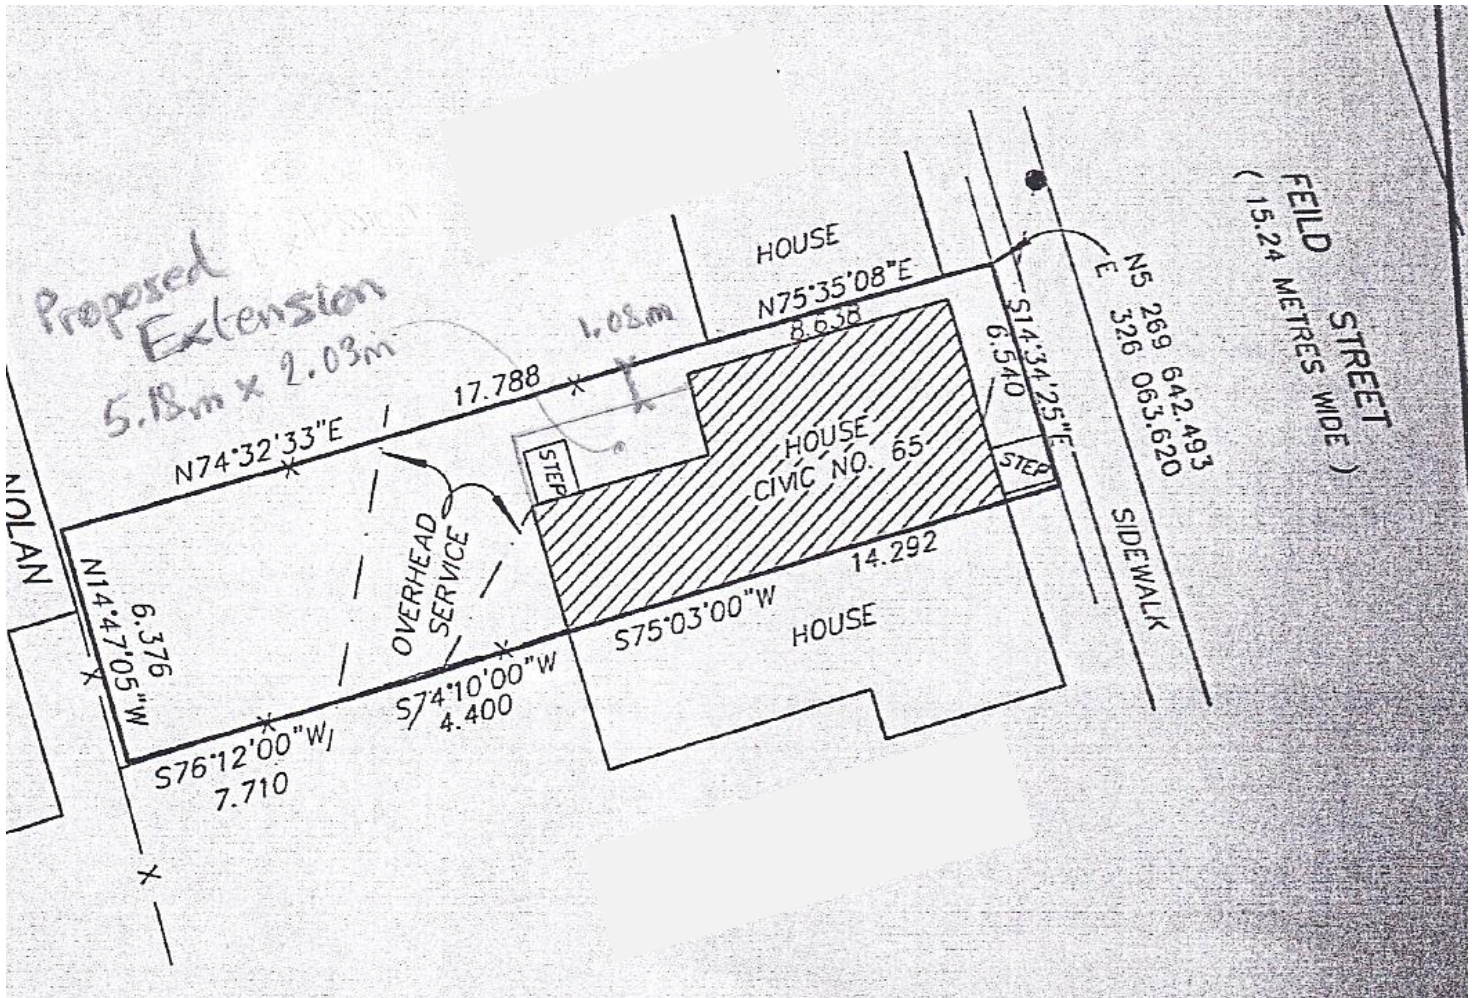 Proposed
Extension
5.18m x 2.03m
1.08m
HOUSE
N75°35'08"E
8.638
17.788
N74°32'33"E
FEILD STREET
( 15.24 METRES WIDE )
N5 269 642.493
E 326 063.620
S14°34'25"E
6.540
HOUSE
CIVIC NO. 65
STEP
STEP
SIDEWALK
NOLAN
N14°47'05"W
6.376
OVERHEAD
SERVICE
14.292
S75°03'00"W
HOUSE
S74°10'00"W
4.400
S76°12'00"W
7.710